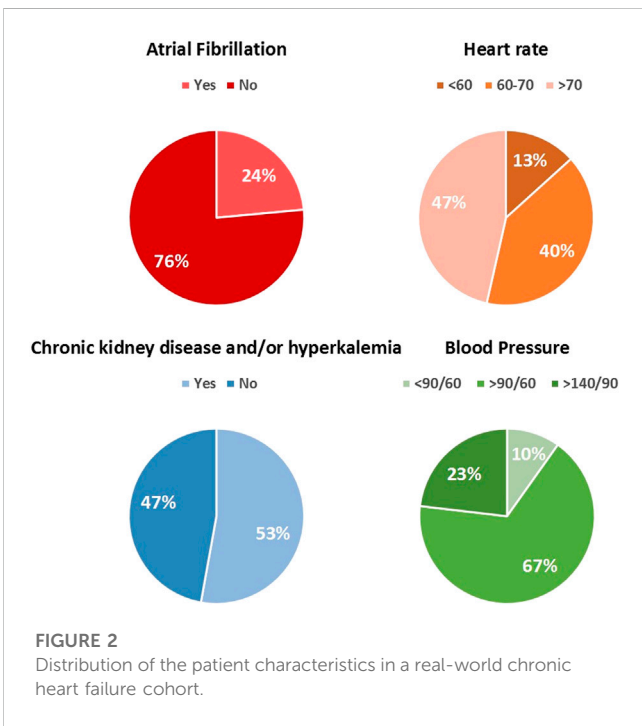 Atrial Fibrillation
Yes No
24%
76%
Heart rate
<60 60-70 >70
13%
47%
40%
Chronic kidney disease and/or hyperkalemia
Yes No
47%
53%
Blood Pressure
<90/60 >90/60 >140/90
10%
23%
67%
FIGURE 2
Distribution of the patient characteristics in a real-world chronic
heart failure cohort.